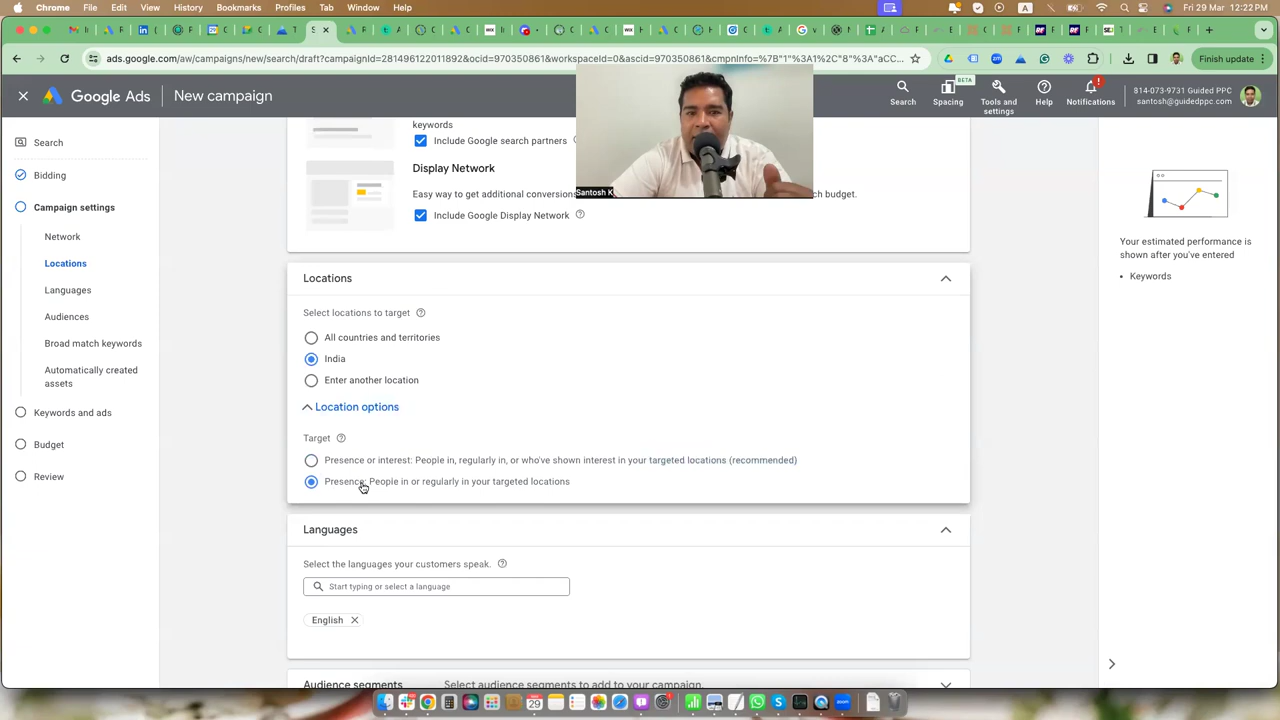 Chrome File Edit View History Bookmarks Profiles Tab Window Help
Fri 29 Mar 12:22 PM
ads.google.com/aw/campaigns/new/search/draft?campaignId=281496122011892&ocid=970350861&workspaceId=0&ascid=970350861&cmpnInfo=%7B"1"%3A1%2C"8"%3A"aCC...
Finish update
Google Ads
New campaign
Search
BETA
Spacing
Tools and settings
Help
Notifications
814-073-9731 Guided PPC
santosh@guidedppc.com
Search
Bidding
Campaign settings
Network
Locations
Languages
Audiences
Broad match keywords
Automatically created
assets
Keywords and ads
Budget
Review
keywords
Include Google search partners
Display Network
Easy way to get additional conversions
ch budget.
Include Google Display Network
Santosh K
Locations
Select locations to target
All countries and territories
India
Enter another location
Location options
Target
Presence or interest: People in, regularly in, or who've shown interest in your targeted locations (recommended)
Presence: People in or regularly in your targeted locations
Languages
Select the languages your customers speak.
Start typing or select a language
English
Audience segments
Select audience segments to add to your campaign.
Your estimated performance is
shown after you've entered
• Keywords